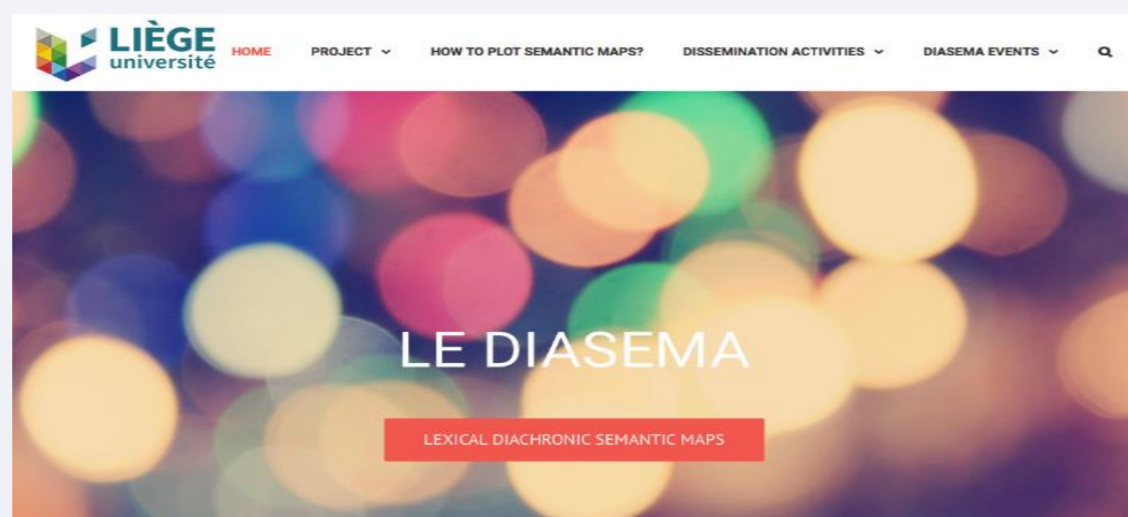 LIÈGE
université
HOME PROJECT HOW TO PLOT SEMANTIC MAPS? DISSEMINATION ACTIVITIES DIASEMA EVENTS
LE DIASEMA
LEXICAL DIACHRONIC SEMANTIC MAPS